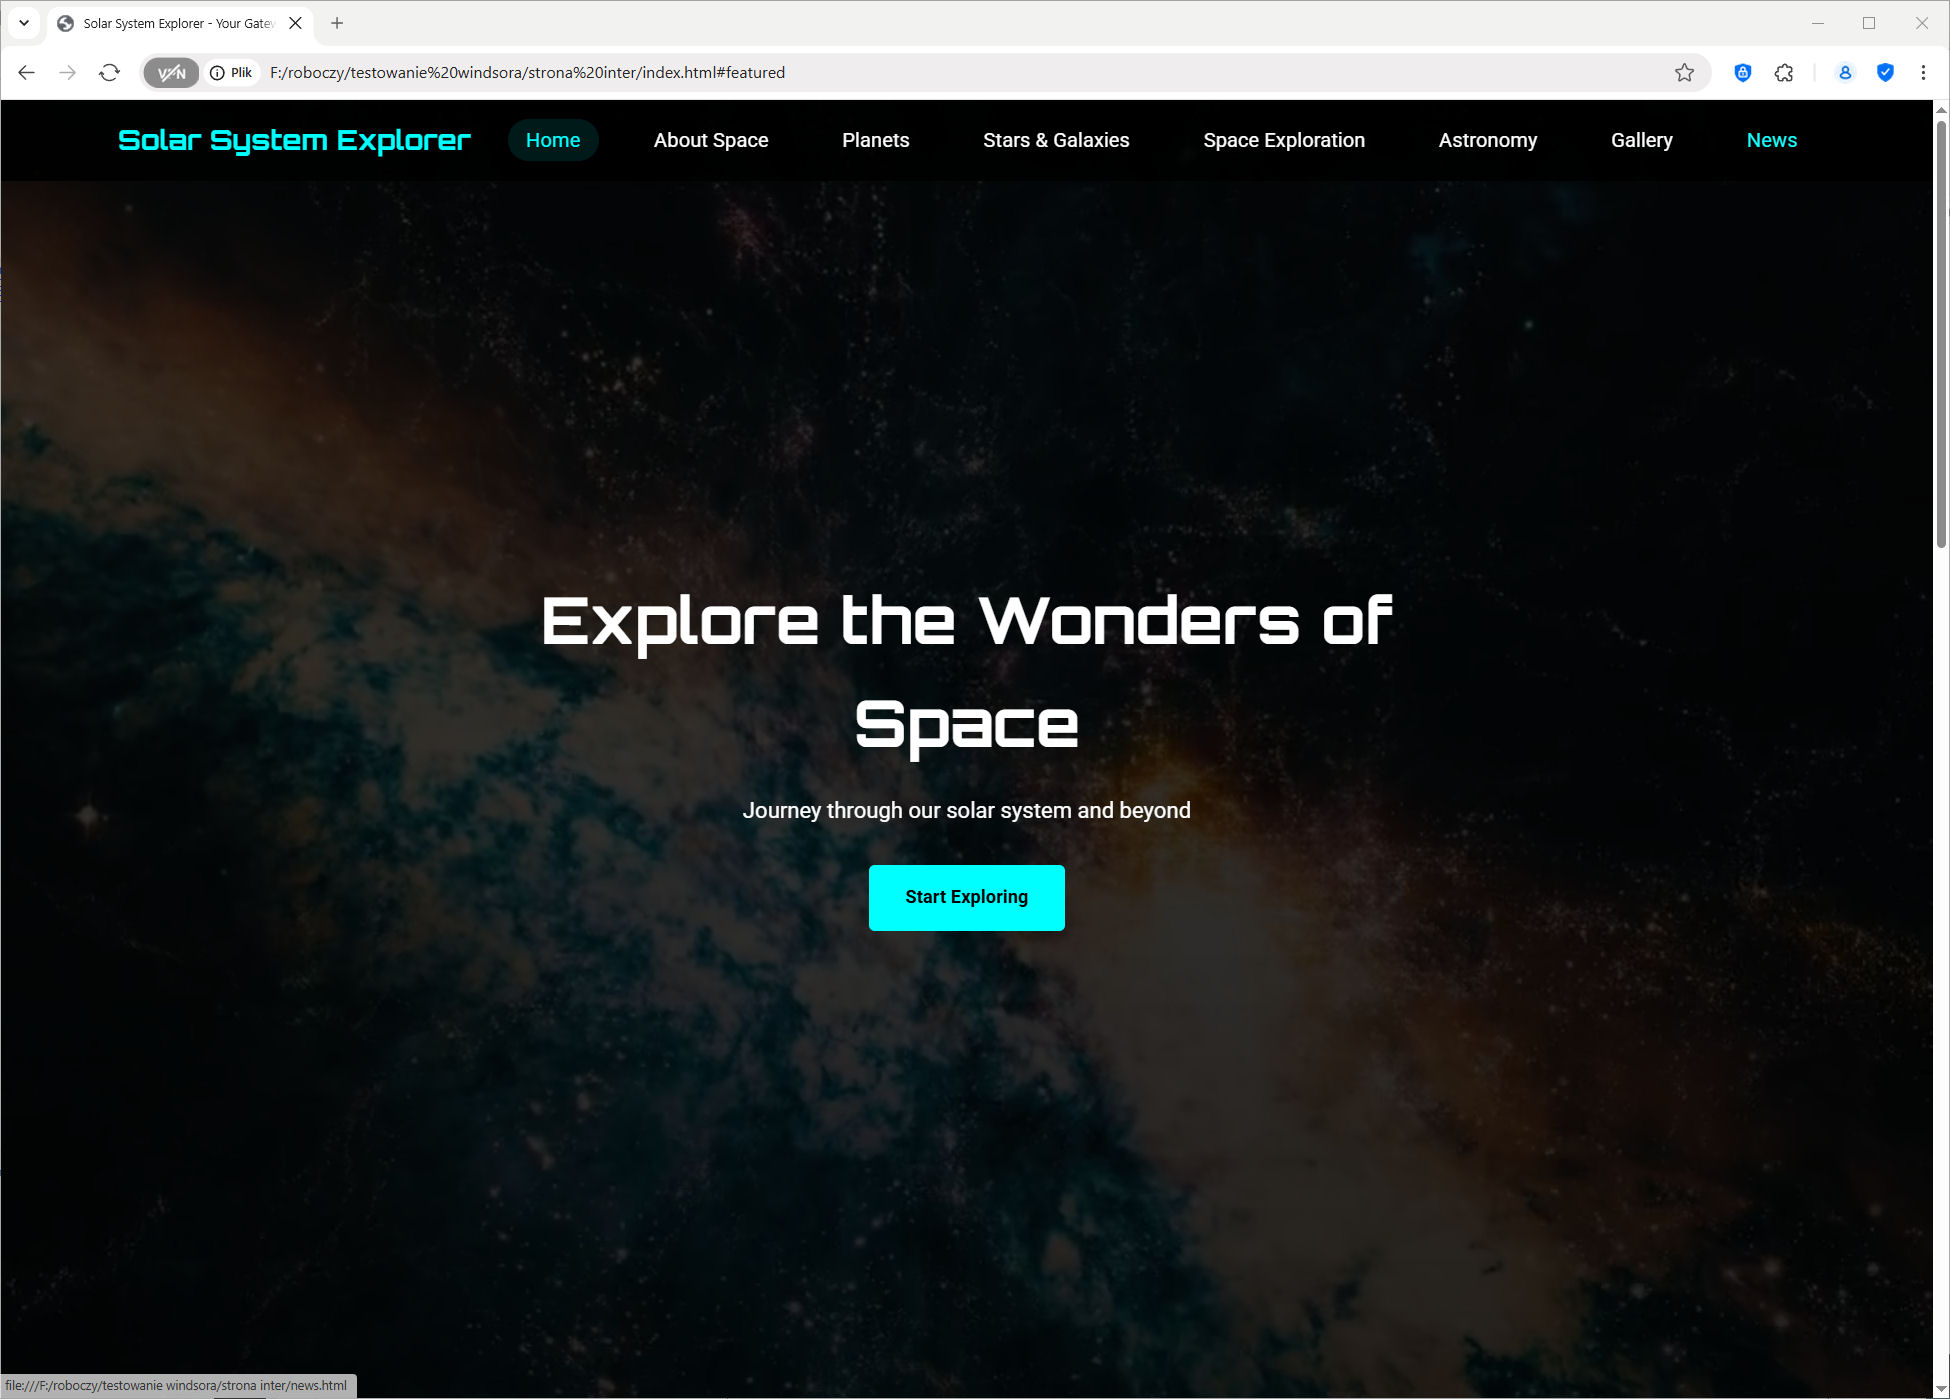 Solar System Explorer - Your Gatew
VPN
Plik
F:/roboczy/testowanie%20windsora/strona%20inter/index.html#featured
Solar System Explorer
Home
About Space
Planets
Stars & Galaxies
Space Exploration
Astronomy
Gallery
News
Explore the Wonders of
Space
Journey through our solar system and beyond
Start Exploring
file:///F:/roboczy/testowanie windsora/strona inter/news.html